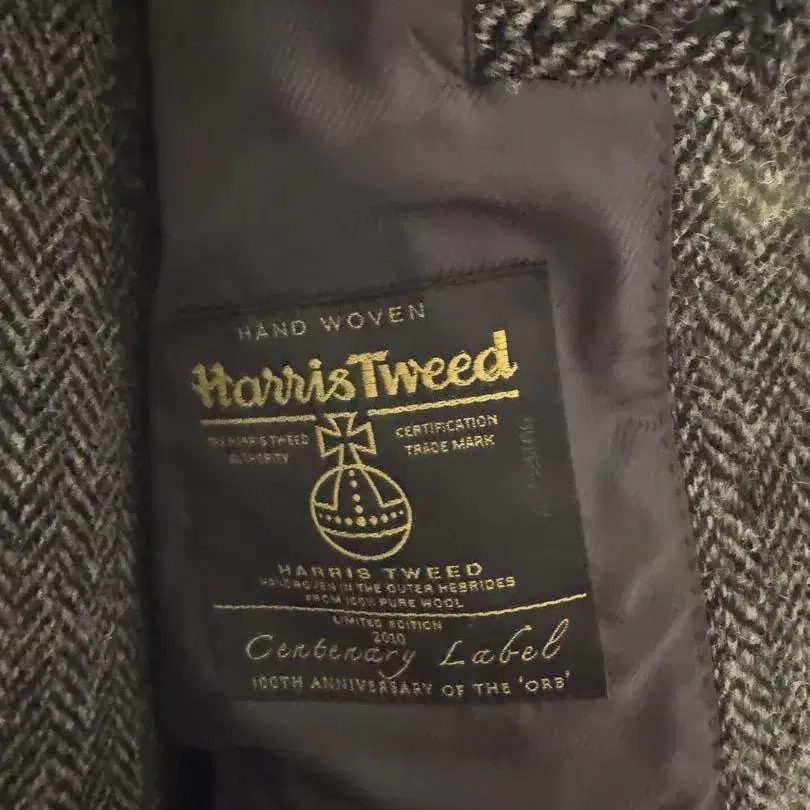 HAND WOVEN
Harris Tweed
THE HARRIS TWEED
AUTHORITY
CERTIFICATION
TRADE MARK
HARRIS TWEED
HANDWOVEN IN THE OUTER HEBRIDES
FROM 100% PURE WOOL
LIMITED EDITION
2010
Centenary Label
100TH ANNIVERSARY OF THE 'ORB'